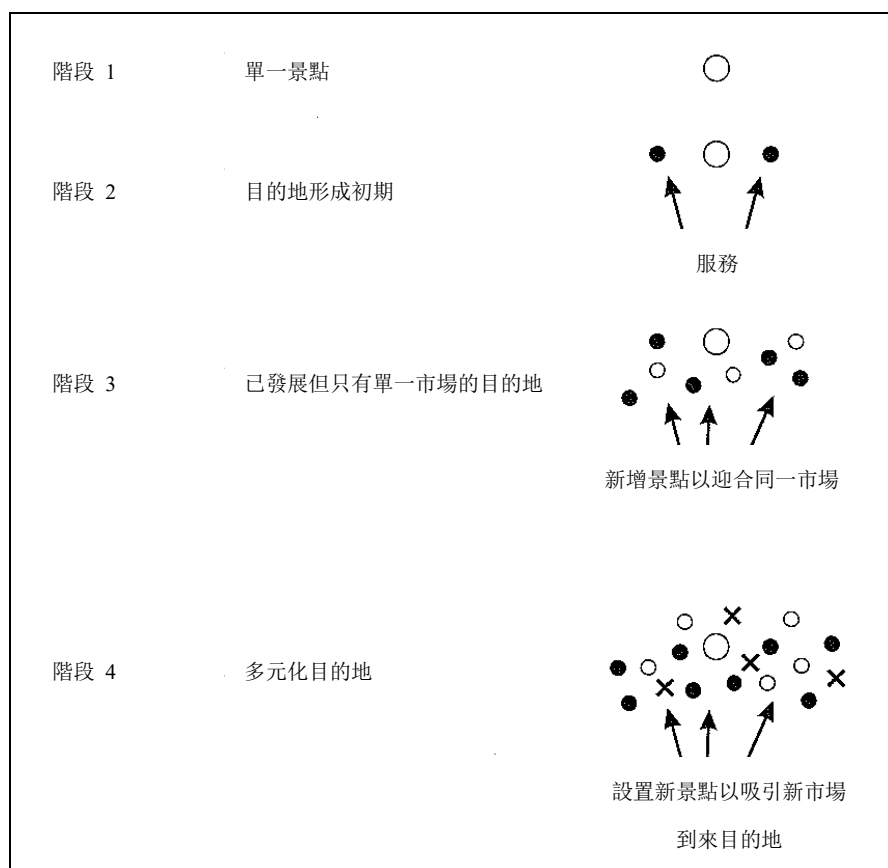 階段 1 單一景點
階段 2 目的地形成初期
服務
階段 3 已發展但只有單一市場的目的地
新增景點以迎合同一市場
階段 4 多元化目的地
設置新景點以吸引新市場
到來目的地